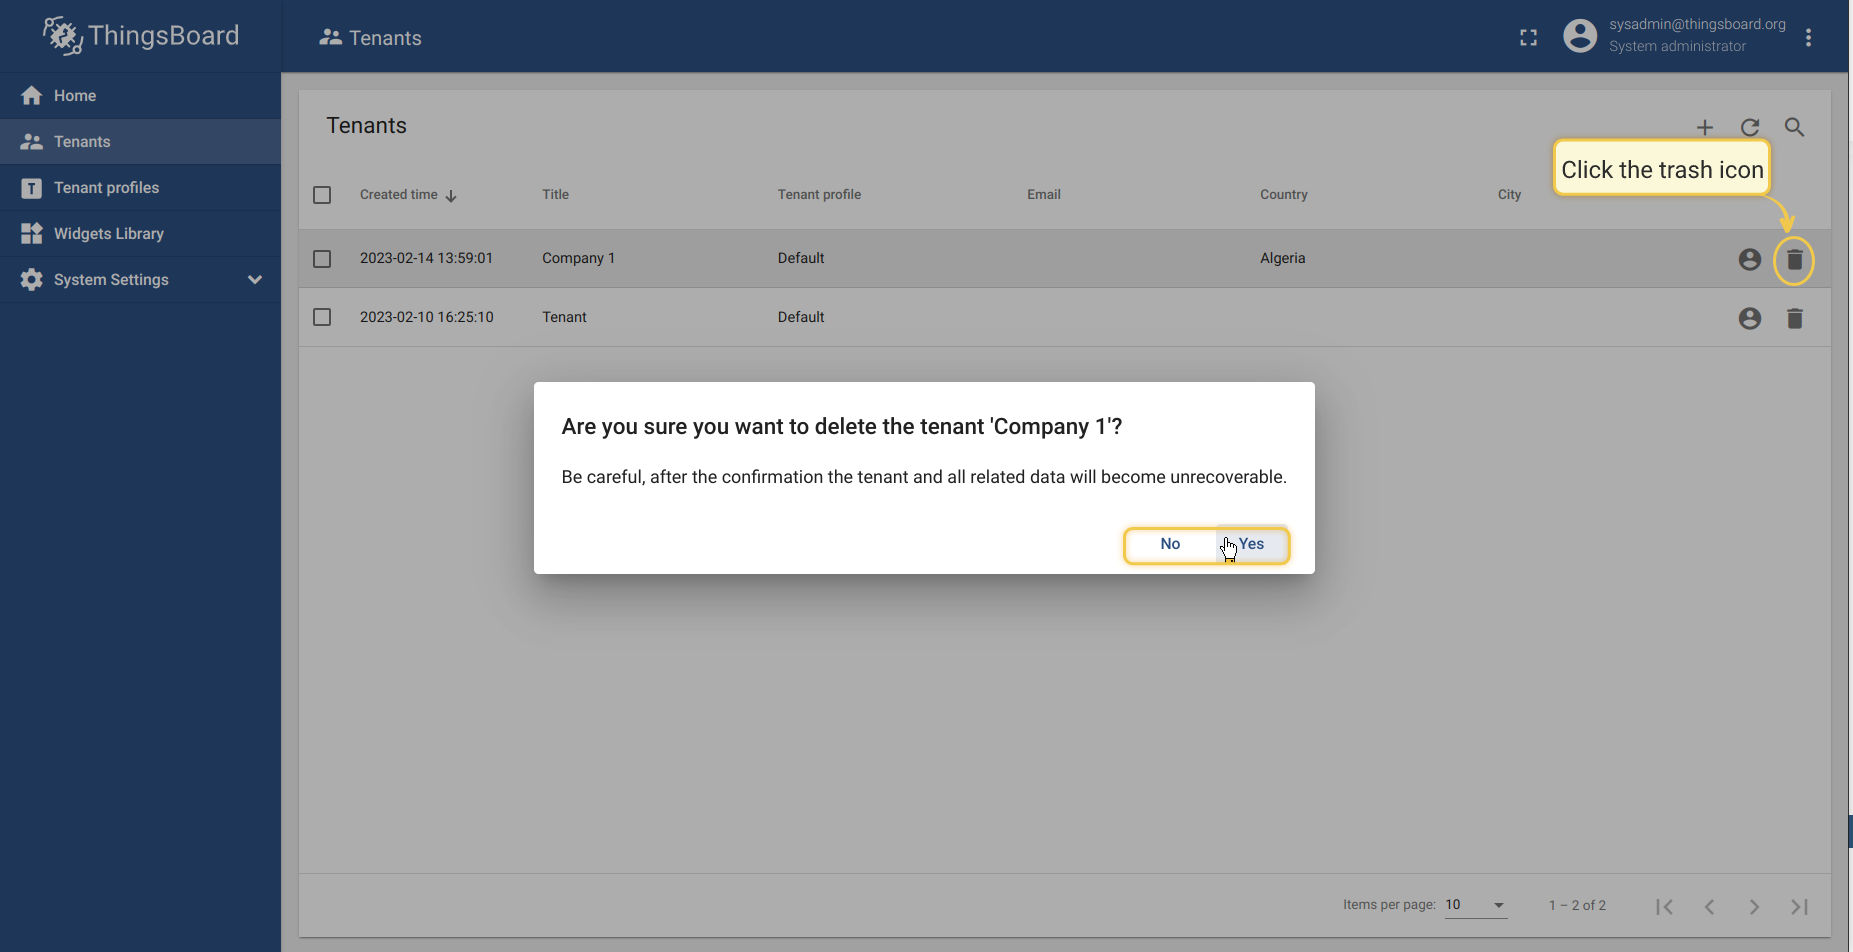 ThingsBoard
Tenants
sysadmin@thingsboard.org
System administrator
Home
Tenants
Tenant profiles
Widgets Library
System Settings
Tenants
Click the trash icon
Created time Title Tenant profile Email Country City
2023-02-14 13:59:01 Company 1 Default Algeria
2023-02-10 16:25:10 Tenant Default
Are you sure you want to delete the tenant 'Company 1'?
Be careful, after the confirmation the tenant and all related data will become unrecoverable.
No Yes
Items per page: 10 1 – 2 of 2